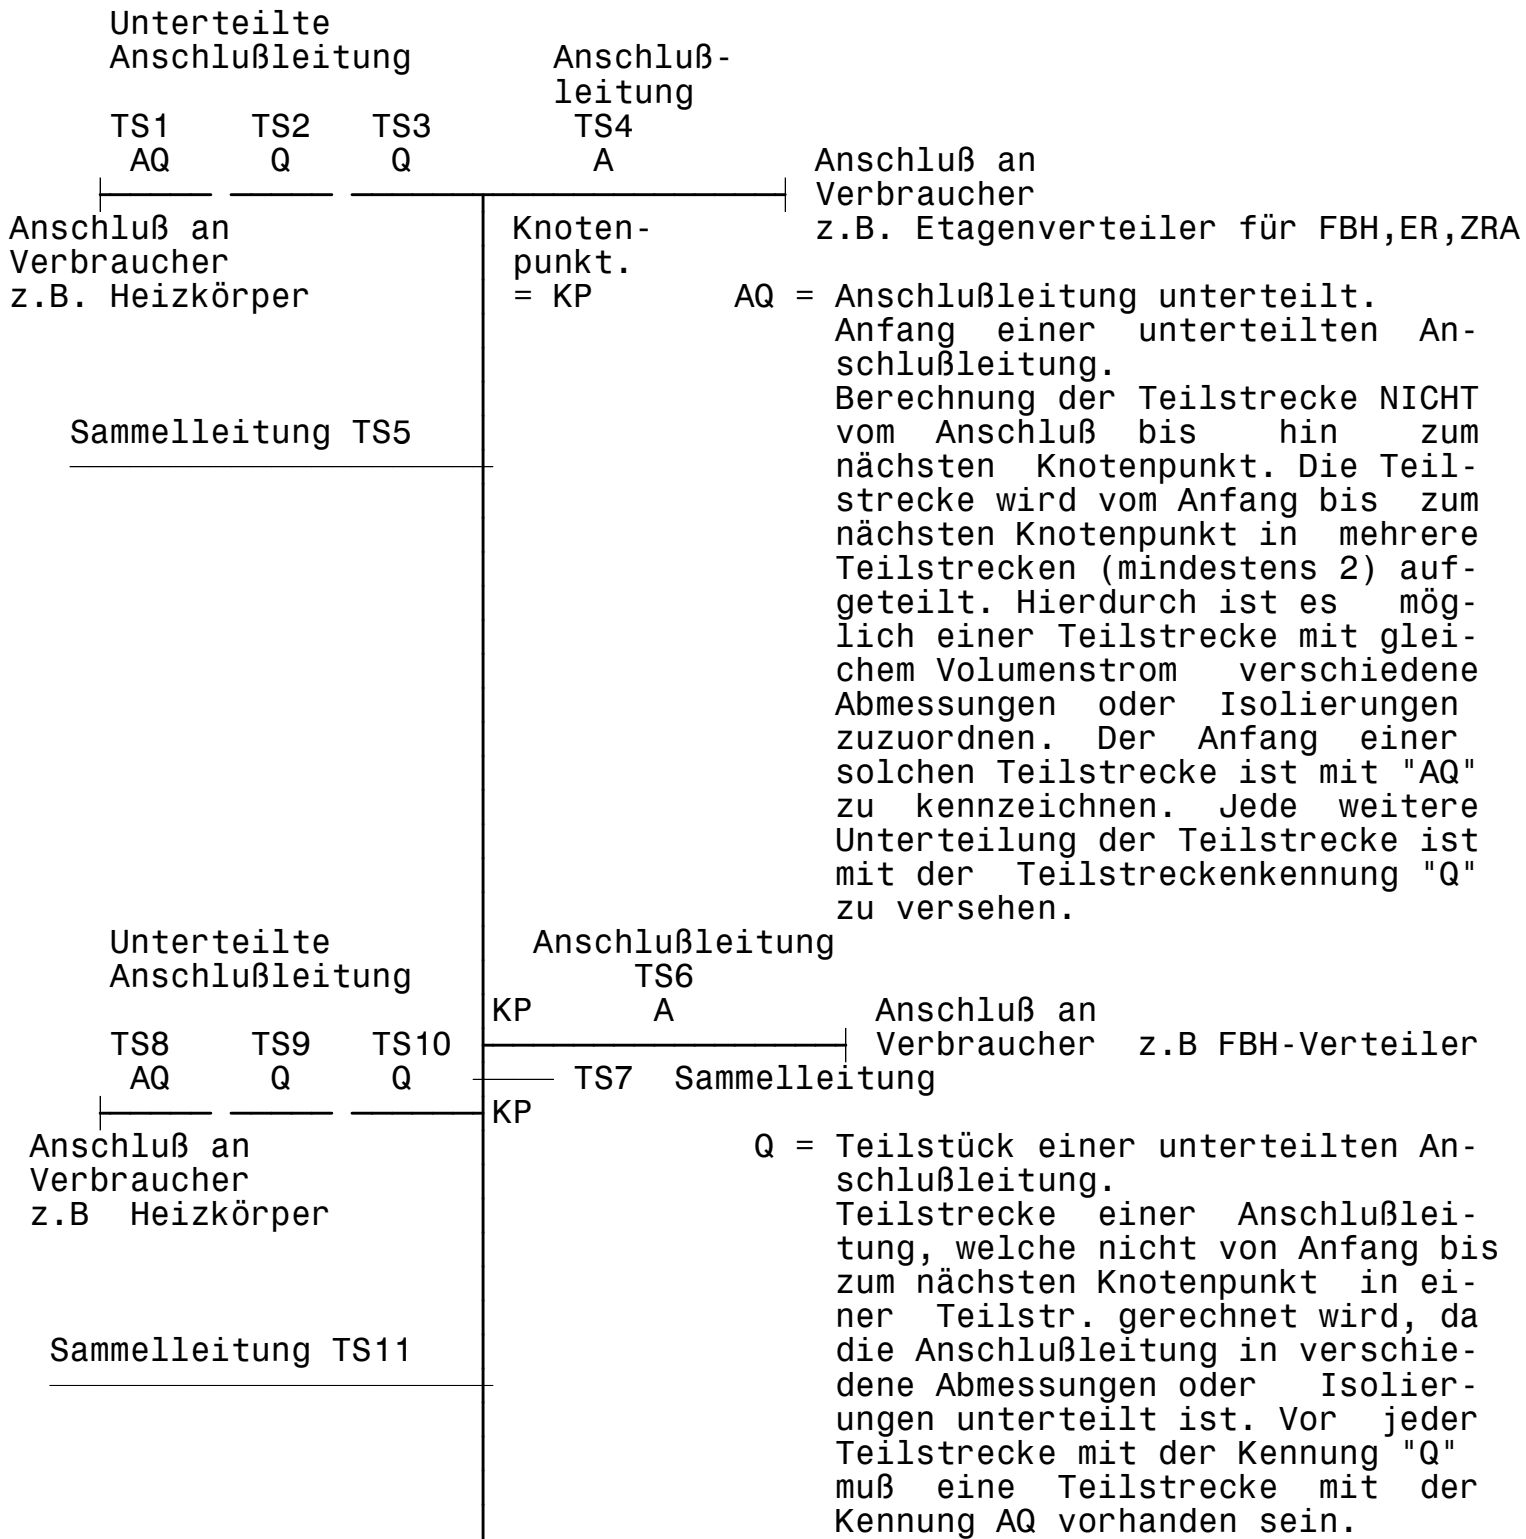 Unterteilte
Anschlußleitung Anschluß-
leitung
TS1 TS2 TS3 TS4
AQ Q Q A Anschluß an
Verbraucher
Anschluß an Knoten- z.B. Etagenverteiler für FBH,ER,ZRA
Verbraucher punkt.
z.B. Heizkörper = KP AQ = Anschlußleitung unterteilt.
Anfang einer unterteilten An-
schlußleitung.
Berechnung der Teilstrecke NICHT
Sammelleitung TS5 vom Anschluß bis hin zum
nächsten Knotenpunkt. Die Teil-
strecke wird vom Anfang bis zum
nächsten Knotenpunkt in mehrere
Teilstrecken (mindestens 2) auf-
geteilt. Hierdurch ist es mög-
lich einer Teilstrecke mit glei-
chem Volumenstrom verschiedene
Abmessungen oder Isolierungen
zuzuordnen. Der Anfang einer
solchen Teilstrecke ist mit "AQ"
zu kennzeichnen. Jede weitere
Unterteilung der Teilstrecke ist
mit der Teilstreckenkennung "Q"
zu versehen.
Unterteilte Anschlußleitung
Anschlußleitung TS6
KP A Anschluß an
TS8 TS9 TS10 Verbraucher z.B FBH-Verteiler
AQ Q Q TS7 Sammelleitung
KP
Anschluß an Q = Teilstück einer unterteilten An-
Verbraucher schlußleitung.
z.B Heizkörper Teilstrecke einer Anschlußlei-
tung, welche nicht von Anfang bis
zum nächsten Knotenpunkt in ei-
ner Teilstr. gerechnet wird, da
Sammelleitung TS11 die Anschlußleitung in verschie-
dene Abmessungen oder Isolier-
ungen unterteilt ist. Vor jeder
Teilstrecke mit der Kennung "Q"
muß eine Teilstrecke mit der
Kennung AQ vorhanden sein.